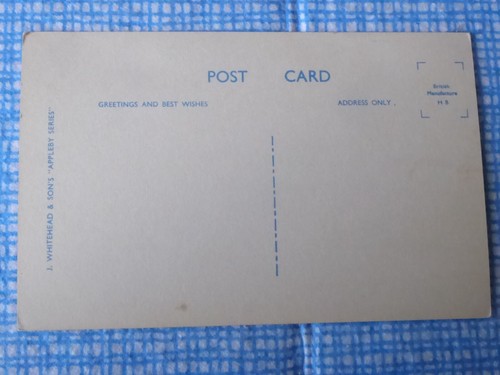 POST CARD
British
Manufacture
H B
GREETINGS AND BEST WISHES
ADDRESS ONLY
J. WHITEHEAD & SON'S "APPLEBY SERIES"